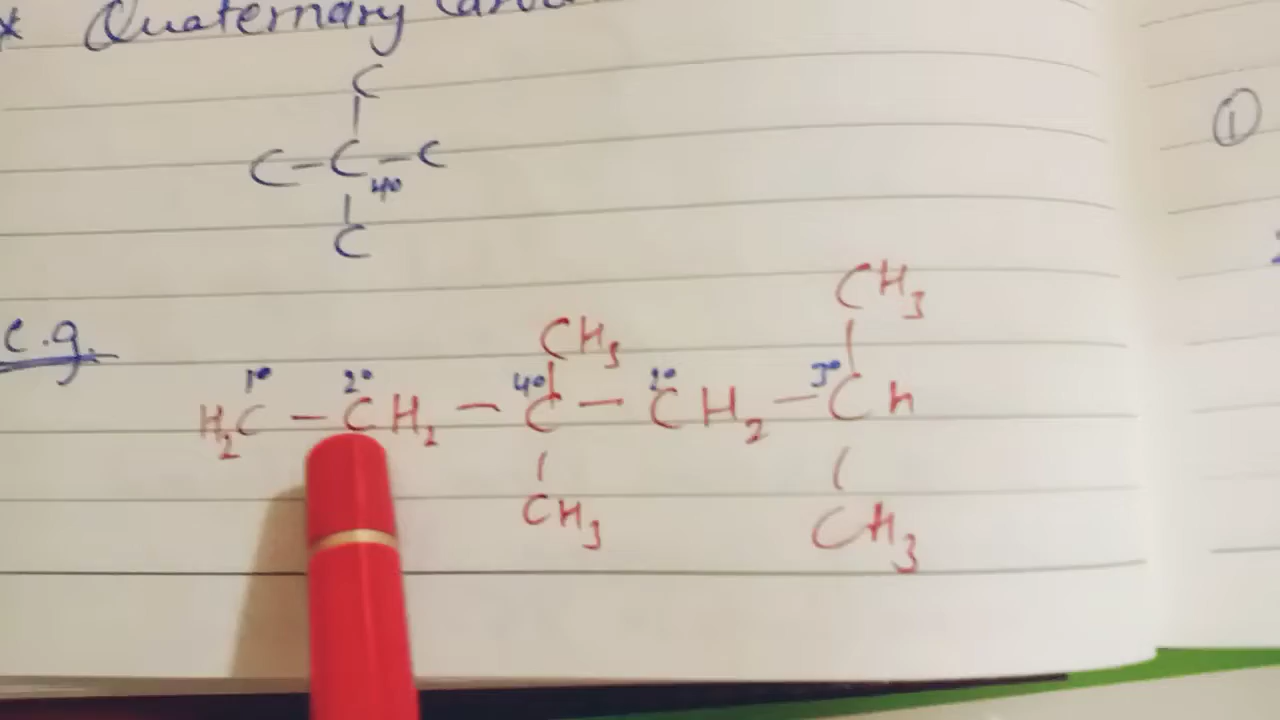 * Quaternary
C
C-C-C
4°
C
①
e.g.
CH3
CH3
1° 2° 4° 2° 3°
H2C - CH2 - C - CH2 - Ch
CH3
CH3